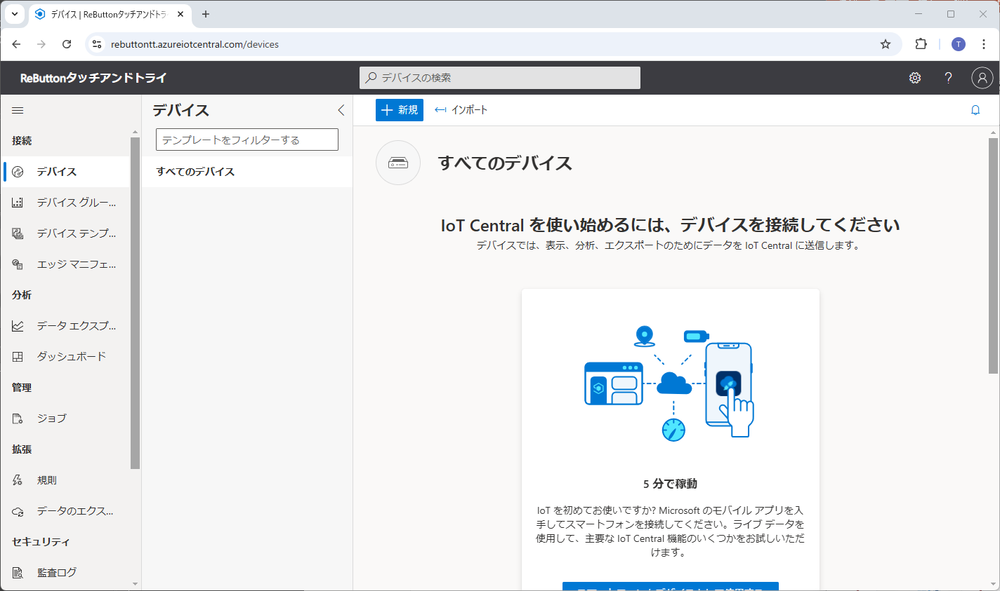 デバイス | ReButtonタッチアンドトラ
rebuttontt.azureiotcentral.com/devices
T
ReButtonタッチアンドトライ
デバイスの検索
接続
デバイス
デバイス グルー...
デバイス テンプ...
エッジ マニフェ...
分析
データ エクスプ...
ダッシュボード
管理
ジョブ
拡張
規則
データのエクス...
セキュリティ
監査ログ
デバイス
テンプレートをフィルターする
すべてのデバイス
新規
インポート
すべてのデバイス
IoT Central を使い始めるには、デバイスを接続してください
デバイスでは、表示、分析、エクスポートのためにデータを IoT Central に送信します。
5 分で稼動
IoT を初めてお使いですか? Microsoft のモバイル アプリを入
手してスマートフォンを接続してください。ライブ データを
使用して、主要な IoT Central 機能のいくつかをお試しいただ
けます。